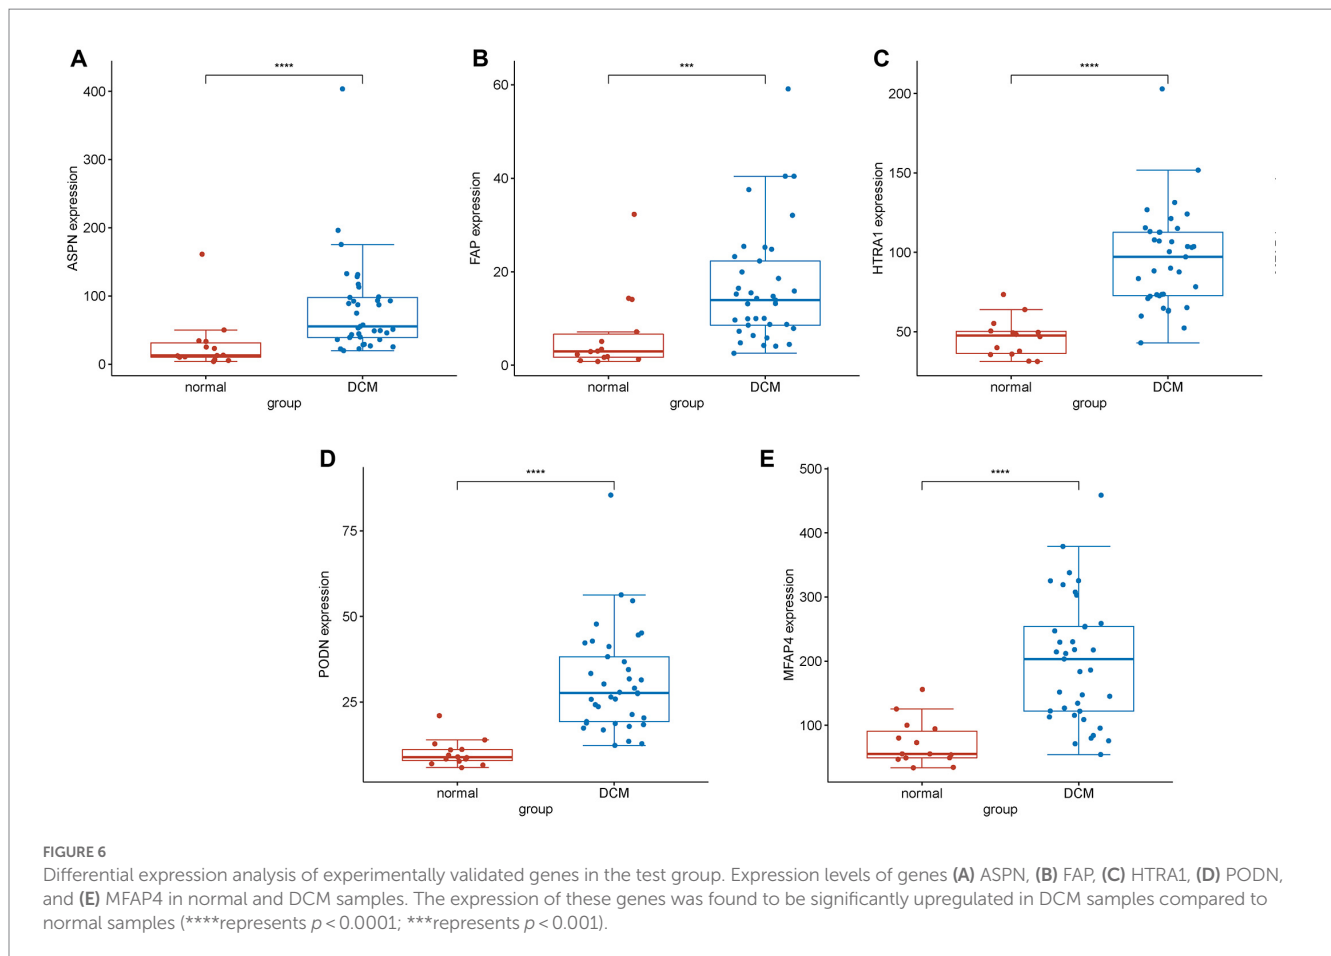 A
****
400
300
200
100
0
ASPN expression
normal DCM
group
B
***
60
40
20
0
FAP expression
normal DCM
group
C
****
200
150
100
50
HTRA1 expression
normal DCM
group
D
****
75
50
25
PODN expression
normal DCM
group
E
****
500
400
300
200
100
MFAP4 expression
normal DCM
group
FIGURE 6
Differential expression analysis of experimentally validated genes in the test group. Expression levels of genes (A) ASPN, (B) FAP, (C) HTRA1, (D) PODN,
and (E) MFAP4 in normal and DCM samples. The expression of these genes was found to be significantly upregulated in DCM samples compared to
normal samples (****represents p < 0.0001; ***represents p < 0.001).